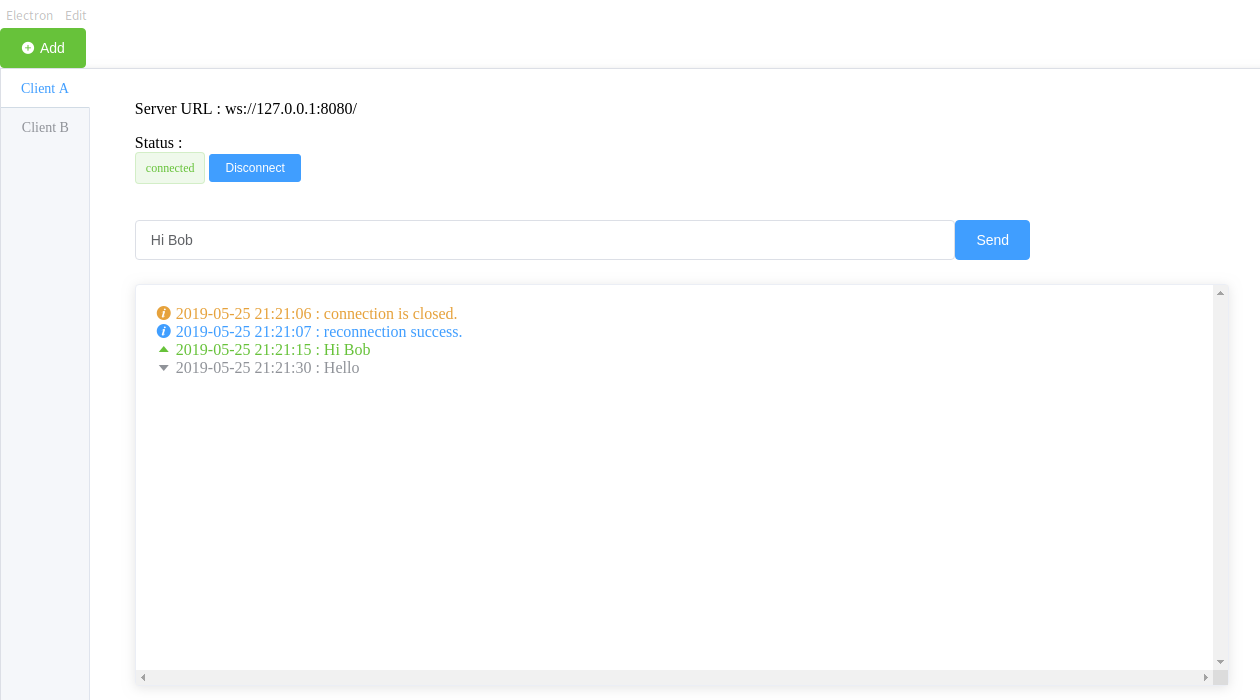 Electron Edit
Add
Client A
Client B
Server URL : ws://127.0.0.1:8080/
Status :
connected Disconnect
Hi Bob Send
2019-05-25 21:21:06 : connection is closed.
2019-05-25 21:21:07 : reconnection success.
2019-05-25 21:21:15 : Hi Bob
2019-05-25 21:21:30 : Hello